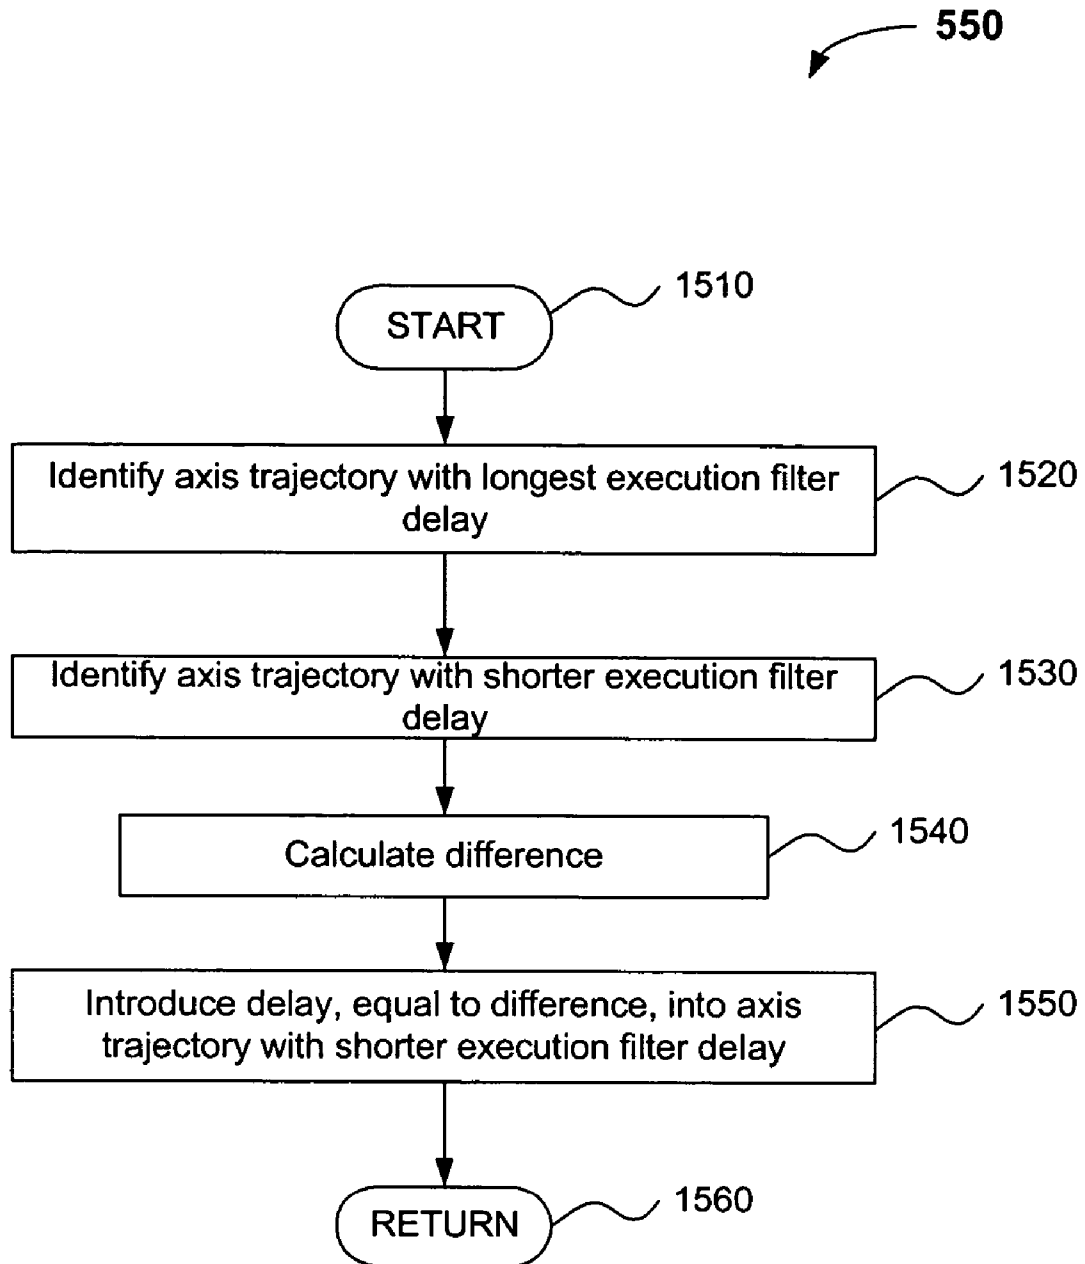 550
START
1510
Identify axis trajectory with longest execution filter
delay
1520
Identify axis trajectory with shorter execution filter
delay
1530
Calculate difference
1540
Introduce delay, equal to difference, into axis
trajectory with shorter execution filter delay
1550
RETURN
1560